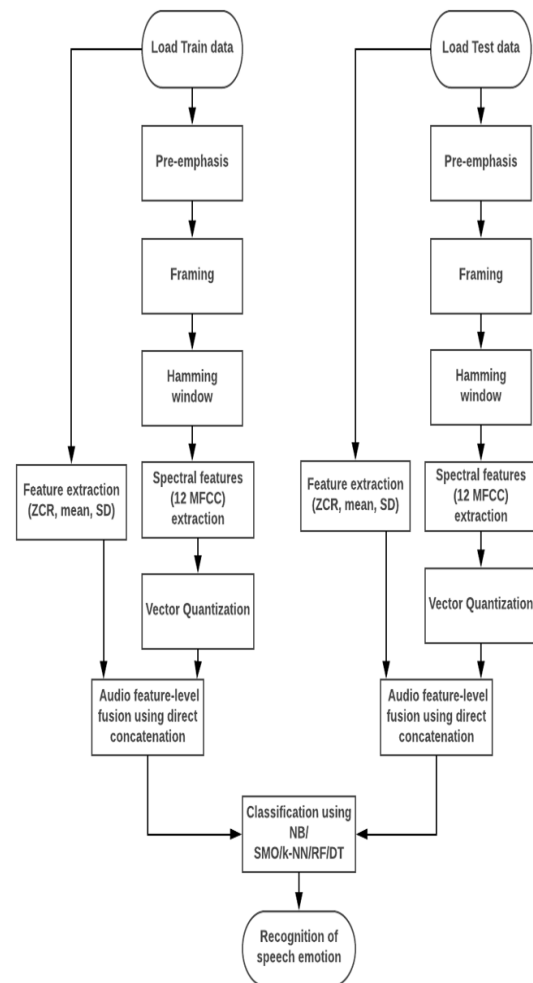 Load Train data
Pre-emphasis
Framing
Hamming
window
Feature extraction
(ZCR, mean, SD)
Spectral features
(12 MFCC)
extraction
Vector Quantization
Audio feature-level
fusion using direct
concatenation
Load Test data
Pre-emphasis
Framing
Hamming
window
Feature extraction
(ZCR, mean, SD)
Spectral features
(12 MFCC)
extraction
Vector Quantization
Audio feature-level
fusion using direct
concatenation
Classification using
NB/
SMO/k-NN/RF/DT
Recognition of
speech emotion